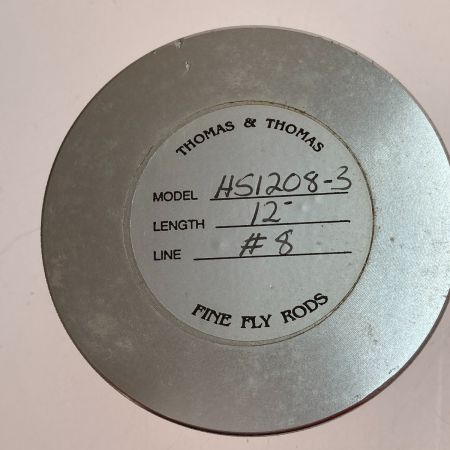 THOMAS & THOMAS
MODEL HS1208-3
LENGTH 12'
LINE #8
FINE FLY RODS